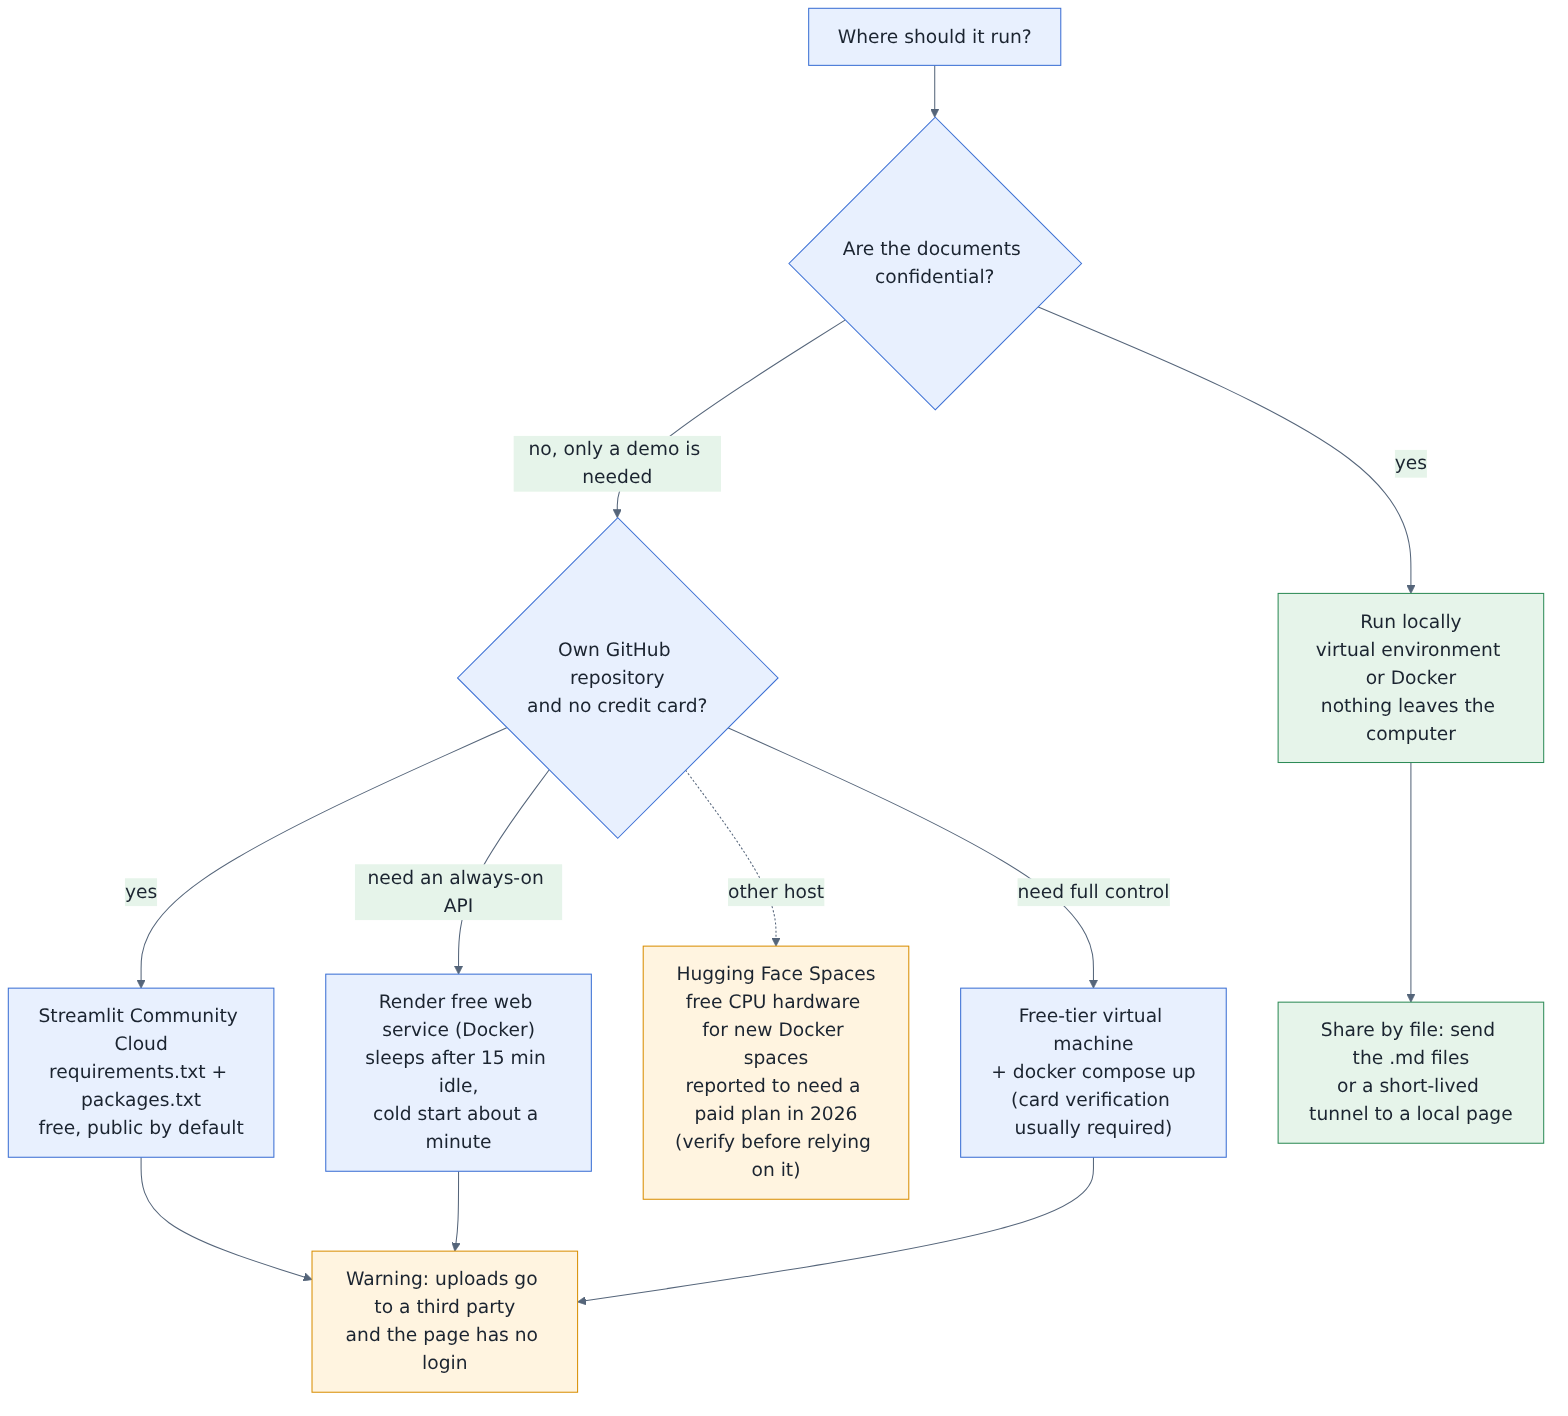 Where should it run?
Are the documents
confidential?
no, only a demo is
needed
yes
Own GitHub
repository
and no credit card?
Run locally
virtual environment
or Docker
nothing leaves the
computer
yes
need an always-on
API
other host
need full control
Streamlit Community
Cloud
requirements.txt +
packages.txt
free, public by default
Render free web
service (Docker)
sleeps after 15 min
idle,
cold start about a
minute
Hugging Face Spaces
free CPU hardware
for new Docker
spaces
reported to need a
paid plan in 2026
(verify before relying
on it)
Free-tier virtual
machine
+ docker compose up
(card verification
usually required)
Share by file: send
the .md files
or a short-lived
tunnel to a local page
Warning: uploads go
to a third party
and the page has no
login